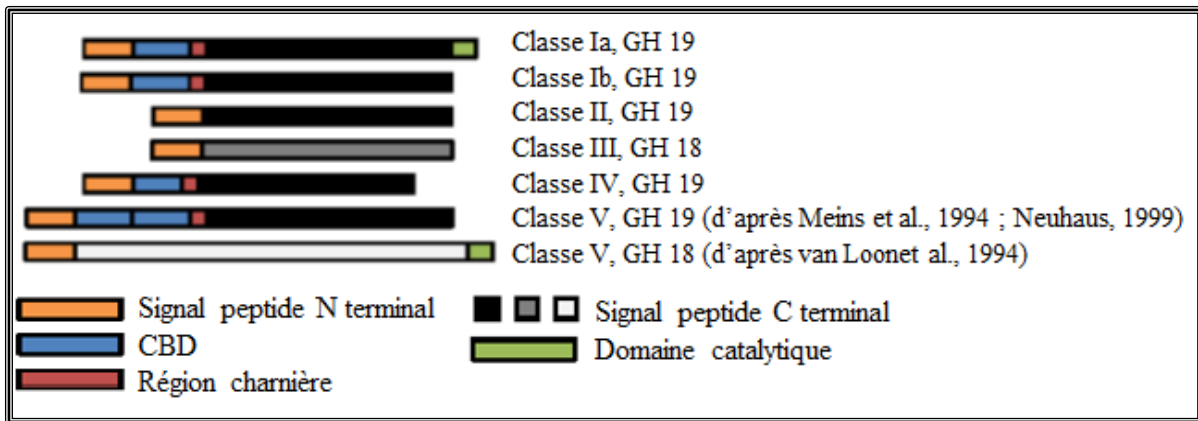 Classe Ia, GH 19
Classe Ib, GH 19
Classe II, GH 19
Classe III, GH 18
Classe IV, GH 19
Classe V, GH 19 (d'après Meins et al., 1994 ; Neuhaus, 1999)
Classe V, GH 18 (d'après van Loonet al., 1994)
Signal peptide N terminal
Signal peptide C terminal
CBD
Domaine catalytique
Région charnière